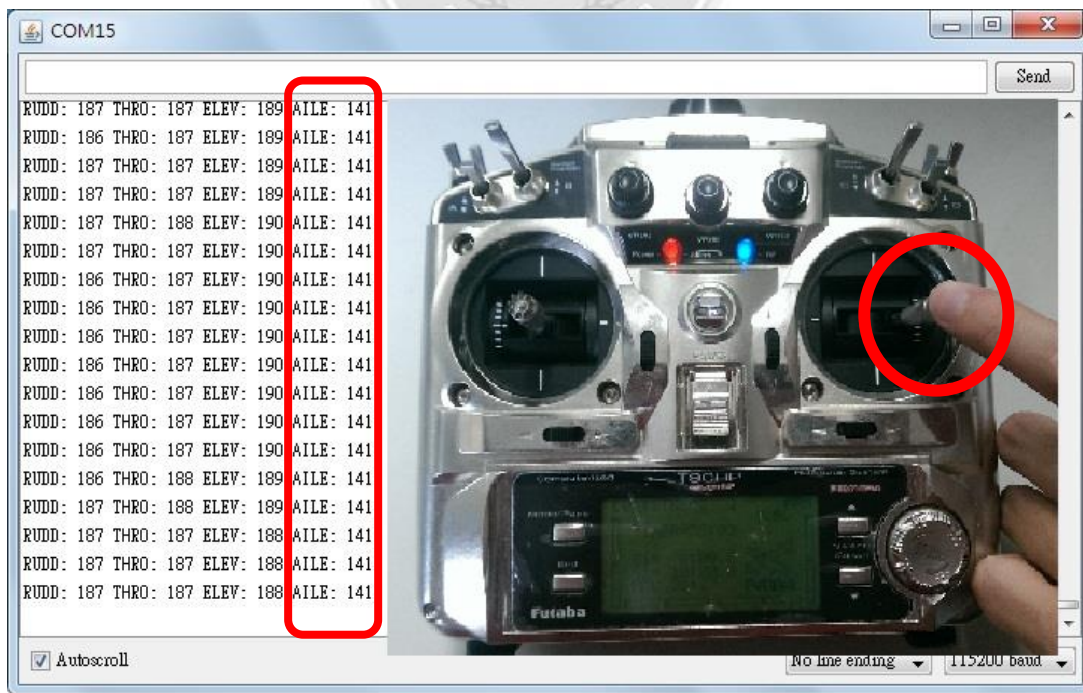 COM15
Send
RUDD: 187 THRO: 187 ELEV: 189 AILE: 141
RUDD: 186 THRO: 187 ELEV: 189 AILE: 141
RUDD: 187 THRO: 187 ELEV: 189 AILE: 141
RUDD: 187 THRO: 187 ELEV: 189 AILE: 141
RUDD: 187 THRO: 188 ELEV: 190 AILE: 141
RUDD: 187 THRO: 187 ELEV: 190 AILE: 141
RUDD: 186 THRO: 187 ELEV: 190 AILE: 141
RUDD: 186 THRO: 187 ELEV: 190 AILE: 141
RUDD: 186 THRO: 187 ELEV: 190 AILE: 141
RUDD: 186 THRO: 187 ELEV: 190 AILE: 141
RUDD: 186 THRO: 187 ELEV: 190 AILE: 141
RUDD: 186 THRO: 187 ELEV: 190 AILE: 141
RUDD: 186 THRO: 187 ELEV: 190 AILE: 141
RUDD: 186 THRO: 188 ELEV: 189 AILE: 141
RUDD: 187 THRO: 188 ELEV: 189 AILE: 141
RUDD: 187 THRO: 187 ELEV: 188 AILE: 141
RUDD: 187 THRO: 187 ELEV: 188 AILE: 141
RUDD: 187 THRO: 187 ELEV: 188 AILE: 141
Futaba
Autoscroll
No line ending
115200 baud